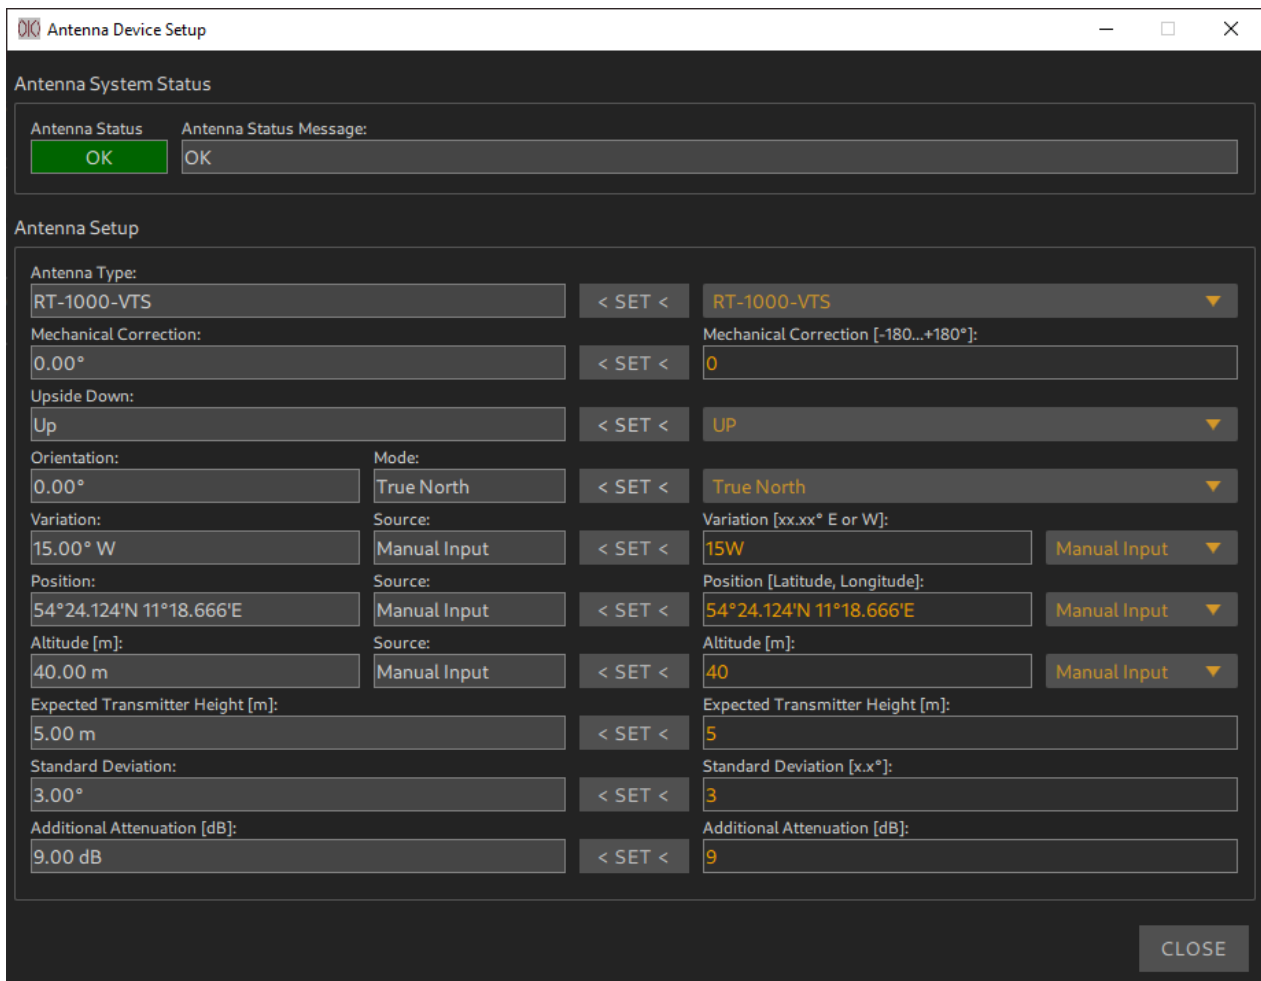 Antenna Device Setup
Antenna System Status
Antenna Status Antenna Status Message:
OK OK
Antenna Setup
Antenna Type:
RT-1000-VTS < SET < RT-1000-VTS
Mechanical Correction: Mechanical Correction [-180...+180°]:
0.00° < SET < 0
Upside Down:
Up < SET < UP
Orientation: Mode:
0.00° True North < SET < True North
Variation: Source: Variation [xx.xx° E or W]:
15.00° W Manual Input < SET < 15W Manual Input
Position: Source: Position [Latitude, Longitude]:
54°24.124'N 11°18.666'E Manual Input < SET < 54°24.124'N 11°18.666'E Manual Input
Altitude [m]: Source: Altitude [m]:
40.00 m Manual Input < SET < 40 Manual Input
Expected Transmitter Height [m]: Expected Transmitter Height [m]:
5.00 m < SET < 5
Standard Deviation: Standard Deviation [x.x°]:
3.00° < SET < 3
Additional Attenuation [dB]: Additional Attenuation [dB]:
9.00 dB < SET < 9
CLOSE